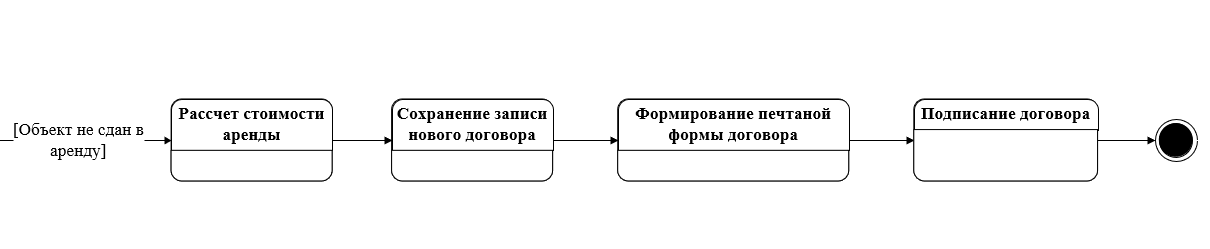 [Объект не сдан в
аренду]
Рассчет стоимости
аренды
Сохранение записи
нового договора
Формирование печтаной
формы договора
Подписание договора